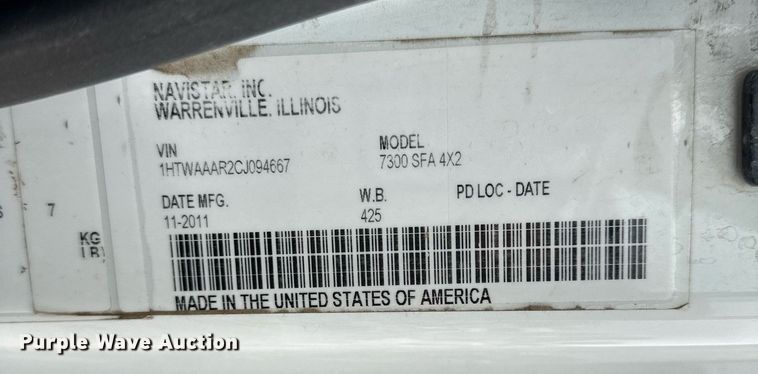 NAVISTAR, INC.
WARRENVILLE, ILLINOIS
VIN MODEL
1HTWAAAR2CJ094667 7300 SFA 4X2
DATE MFG. W.B. PD LOC - DATE
11-2011 425
7
KG
MADE IN THE UNITED STATES OF AMERICA
Purple Wave Auction